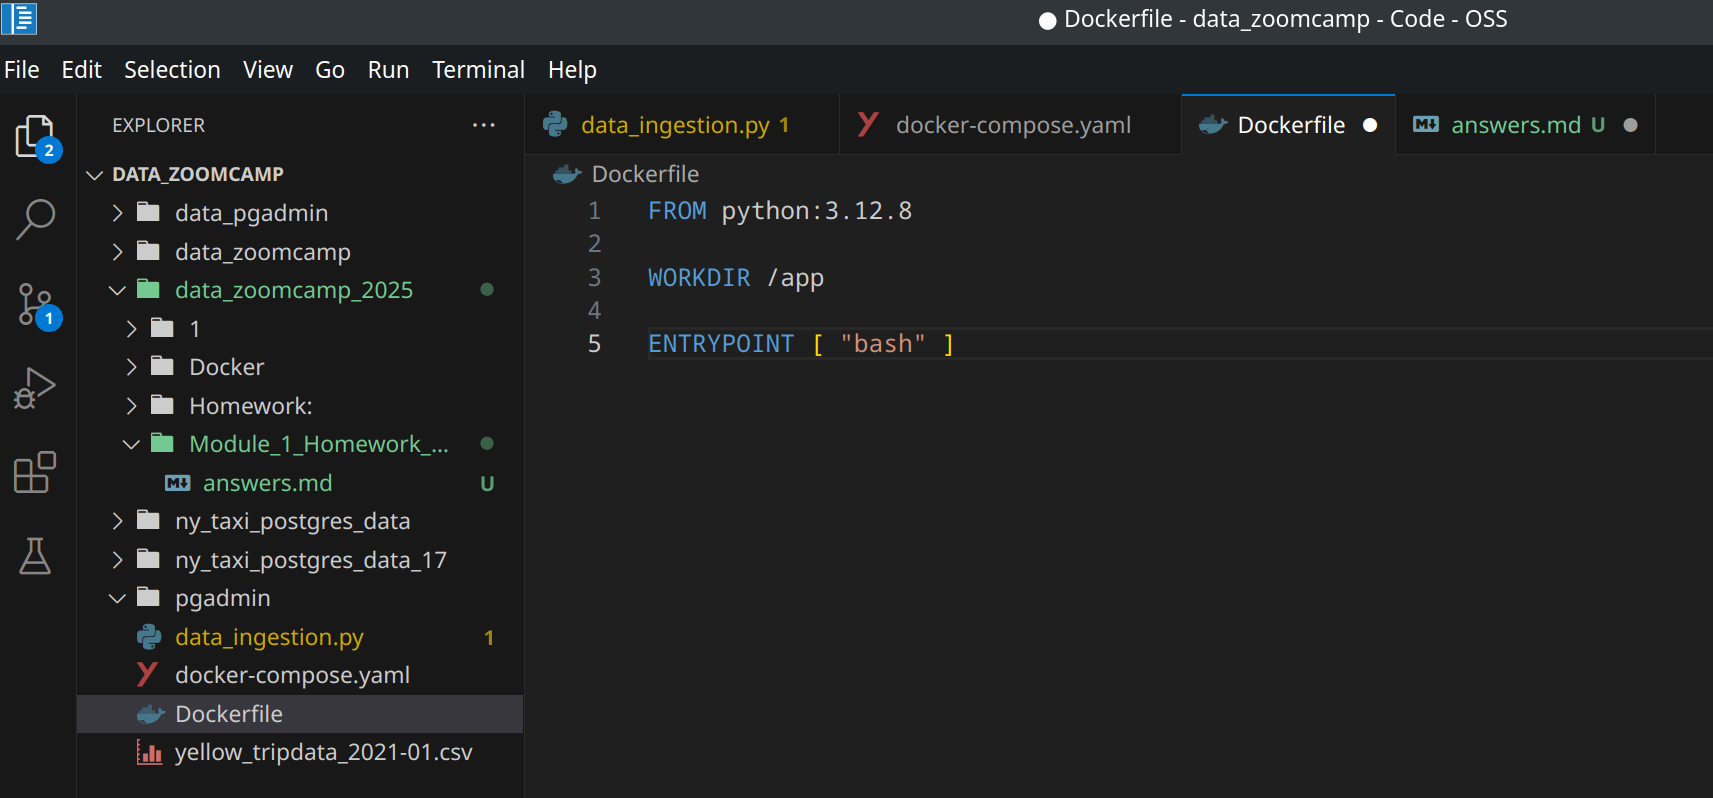 Dockerfile - data_zoomcamp - Code - OSS
File Edit Selection View Go Run Terminal Help
EXPLORER ···
data_ingestion.py 1
docker-compose.yaml
Dockerfile
answers.md U
2
1
DATA_ZOOMCAMP
data_pgadmin
data_zoomcamp
data_zoomcamp_2025
1
Docker
Homework:
Module_1_Homework_...
answers.md U
ny_taxi_postgres_data
ny_taxi_postgres_data_17
pgadmin
data_ingestion.py 1
docker-compose.yaml
Dockerfile
yellow_tripdata_2021-01.csv
Dockerfile
1 FROM python:3.12.8
2
3 WORKDIR /app
4
5 ENTRYPOINT [ "bash" ]